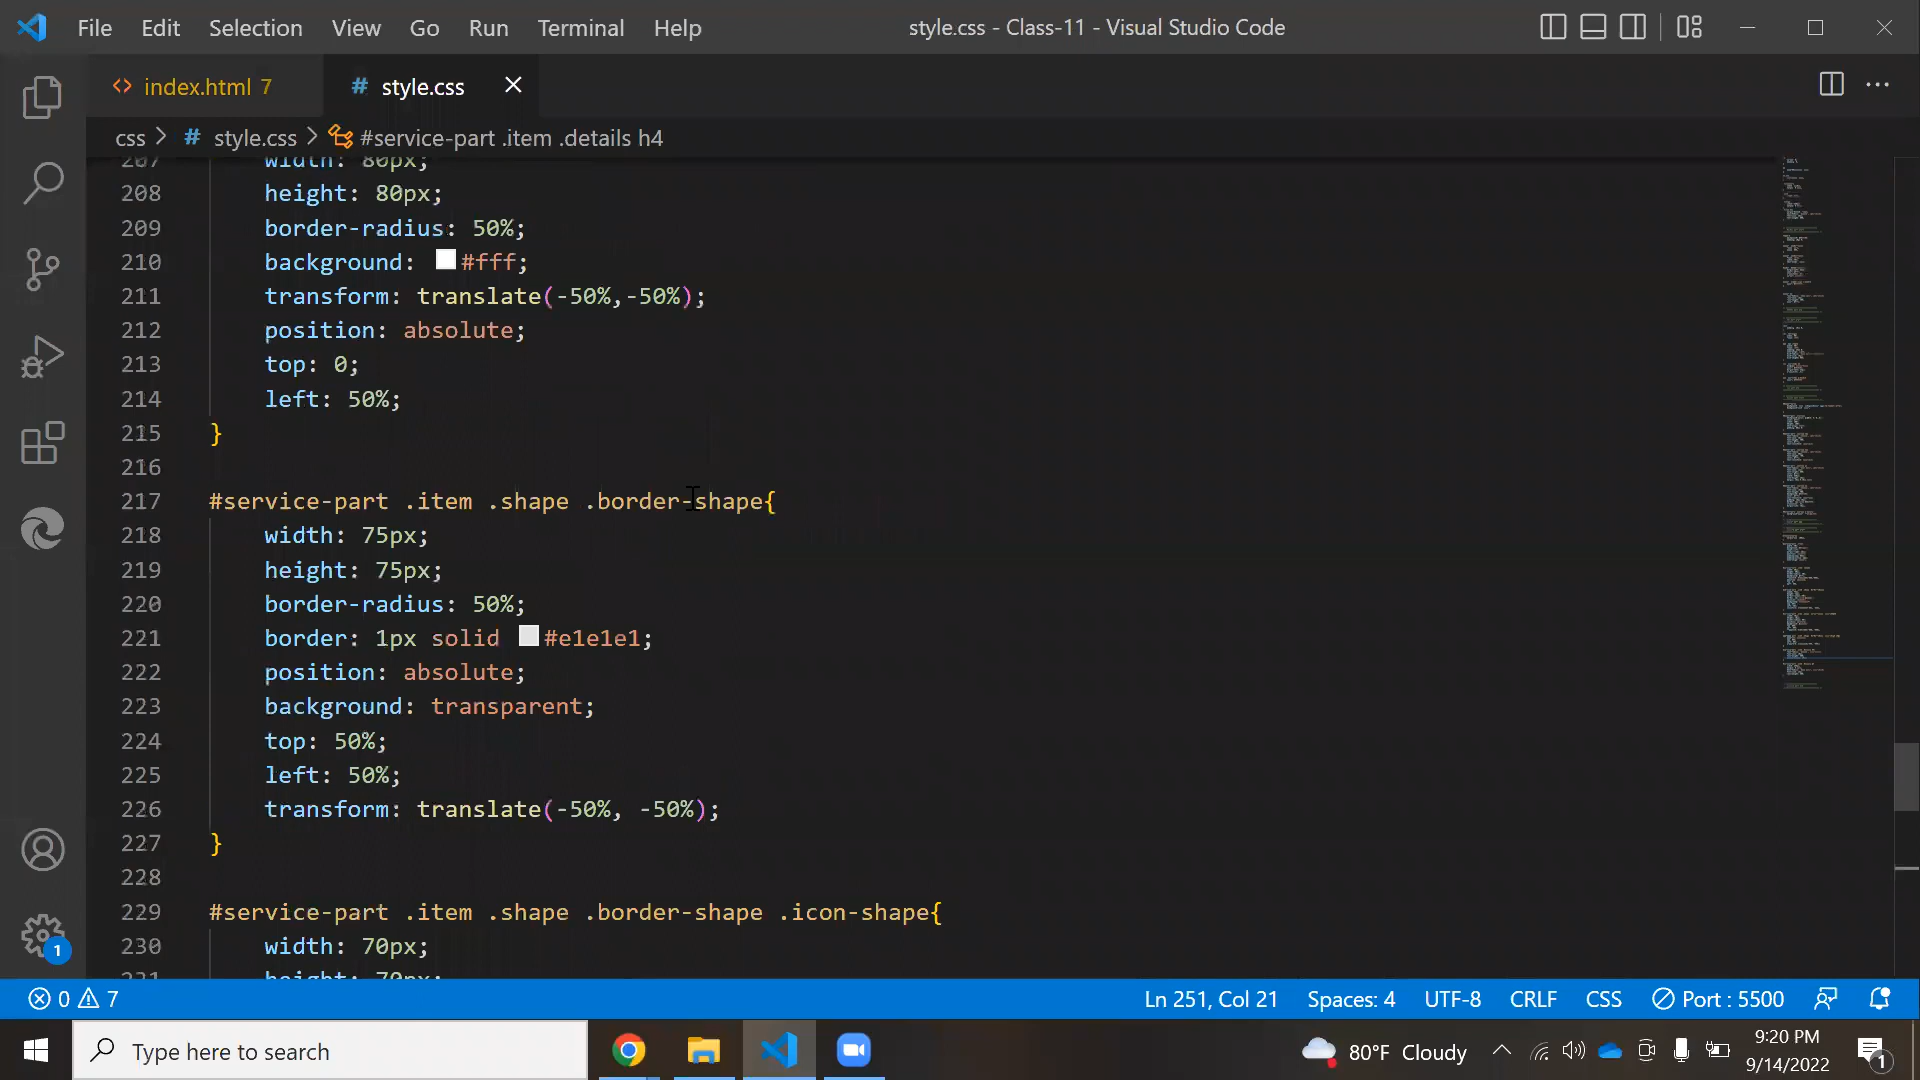 File Edit Selection View Go Run Terminal Help style.css - Class-11 - Visual Studio Code
index.html 7 # style.css
css > # style.css > #service-part .item .details h4
207 width: 80px;
208 height: 80px;
209 border-radius: 50%;
210 background: #fff;
211 transform: translate(-50%,-50%);
212 position: absolute;
213 top: 0;
214 left: 50%;
215 }
216
217 #service-part .item .shape .border-shape{
218 width: 75px;
219 height: 75px;
220 border-radius: 50%;
221 border: 1px solid #e1e1e1;
222 position: absolute;
223 background: transparent;
224 top: 50%;
225 left: 50%;
226 transform: translate(-50%, -50%);
227 }
228
229 #service-part .item .shape .border-shape .icon-shape{
230 width: 70px;
231 height: 70px;
1
0 7 Ln 251, Col 21 Spaces: 4 UTF-8 CRLF CSS Port : 5500
Type here to search 80°F Cloudy 9:20 PM
9/14/2022 1